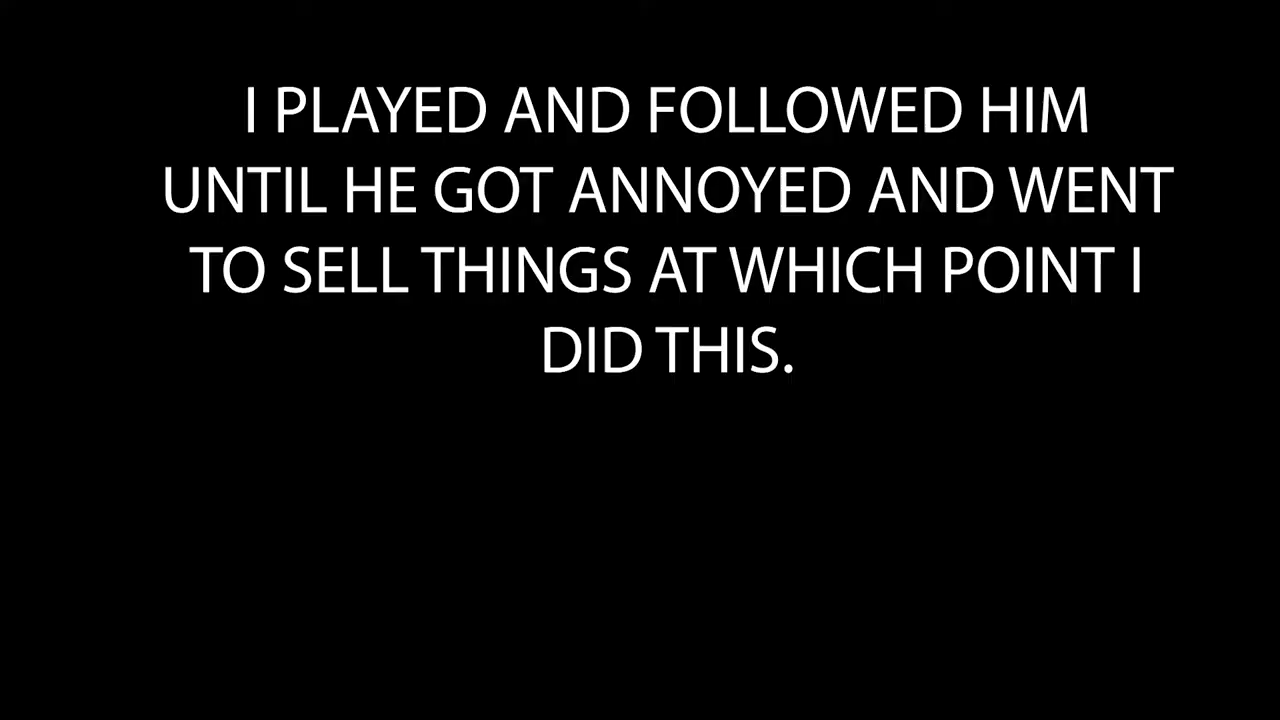 I PLAYED AND FOLLOWED HIM
UNTIL HE GOT ANNOYED AND WENT
TO SELL THINGS AT WHICH POINT I
DID THIS.